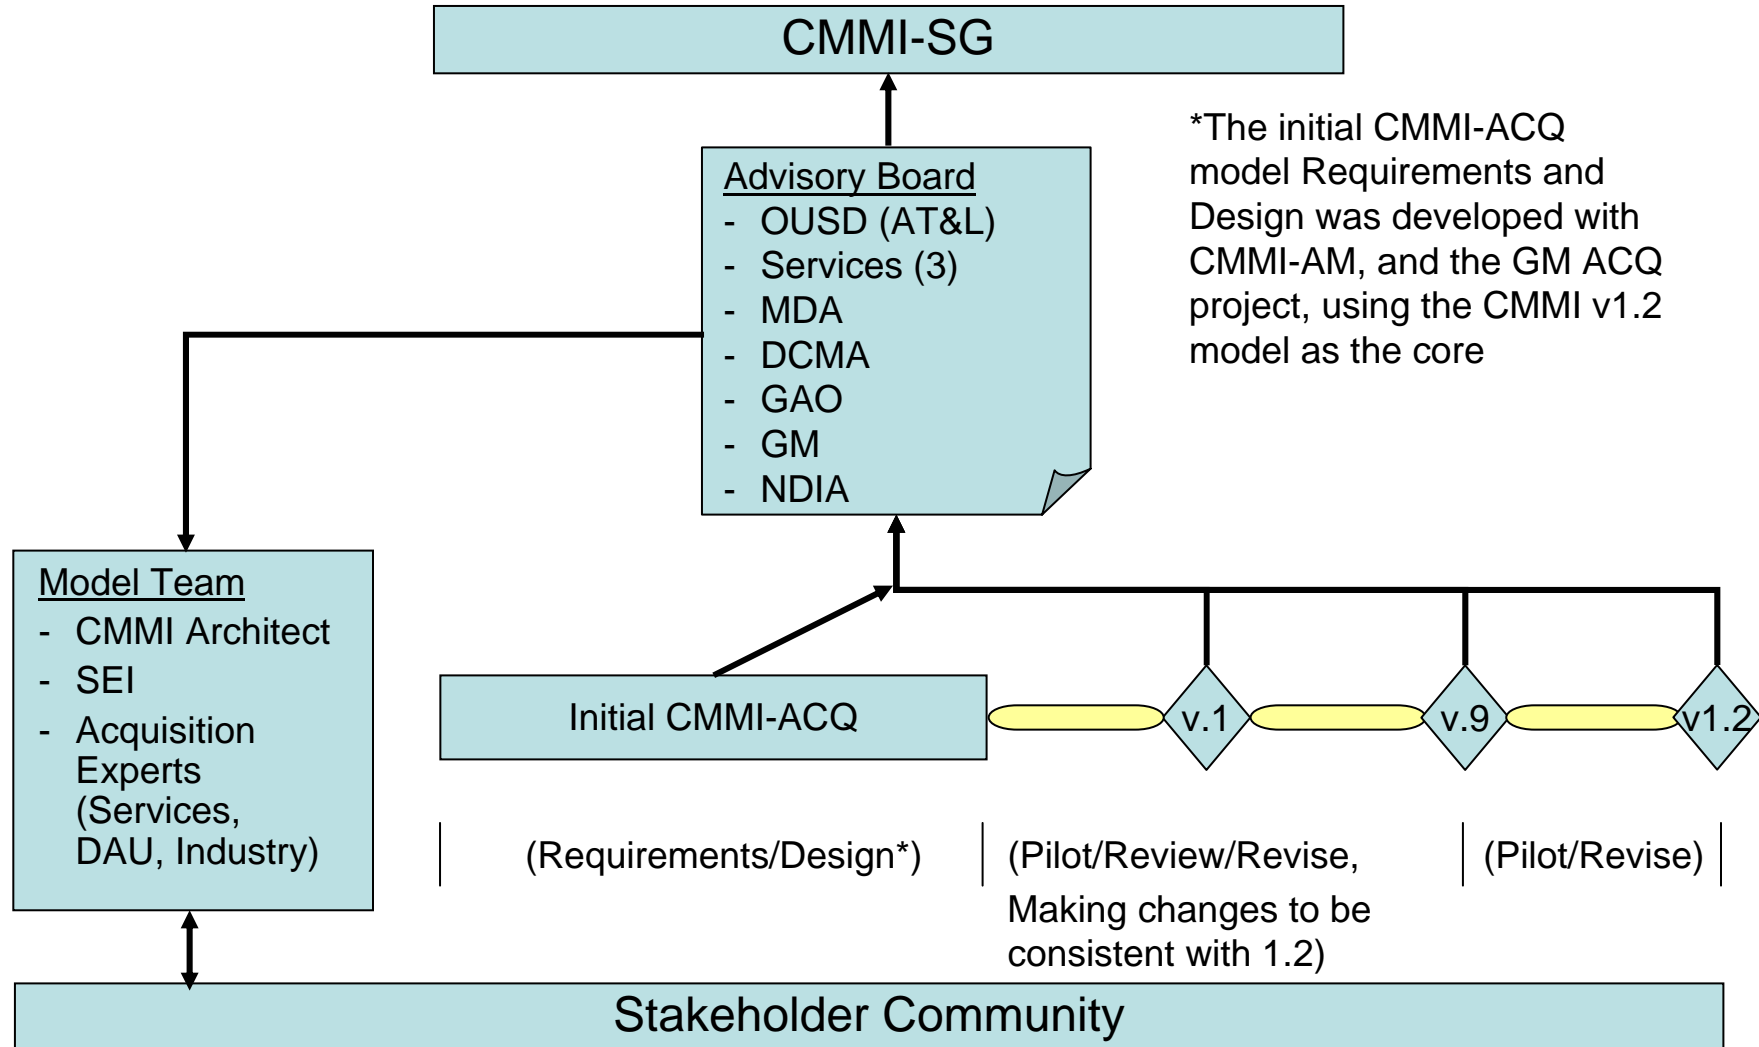 CMMI-SG
*The initial CMMI-ACQ
model Requirements and
Design was developed with
CMMI-AM, and the GM ACQ
project, using the CMMI v1.2
model as the core
Advisory Board
- OUSD (AT&L)
- Services (3)
- MDA
- DCMA
- GAO
- GM
- NDIA
Model Team
- CMMI Architect
- SEI
- Acquisition
Experts
(Services,
DAU, Industry)
Initial CMMI-ACQ
v.1
v.9
v1.2
(Requirements/Design*)
(Pilot/Review/Revise,
Making changes to be
consistent with 1.2)
(Pilot/Revise)
Stakeholder Community